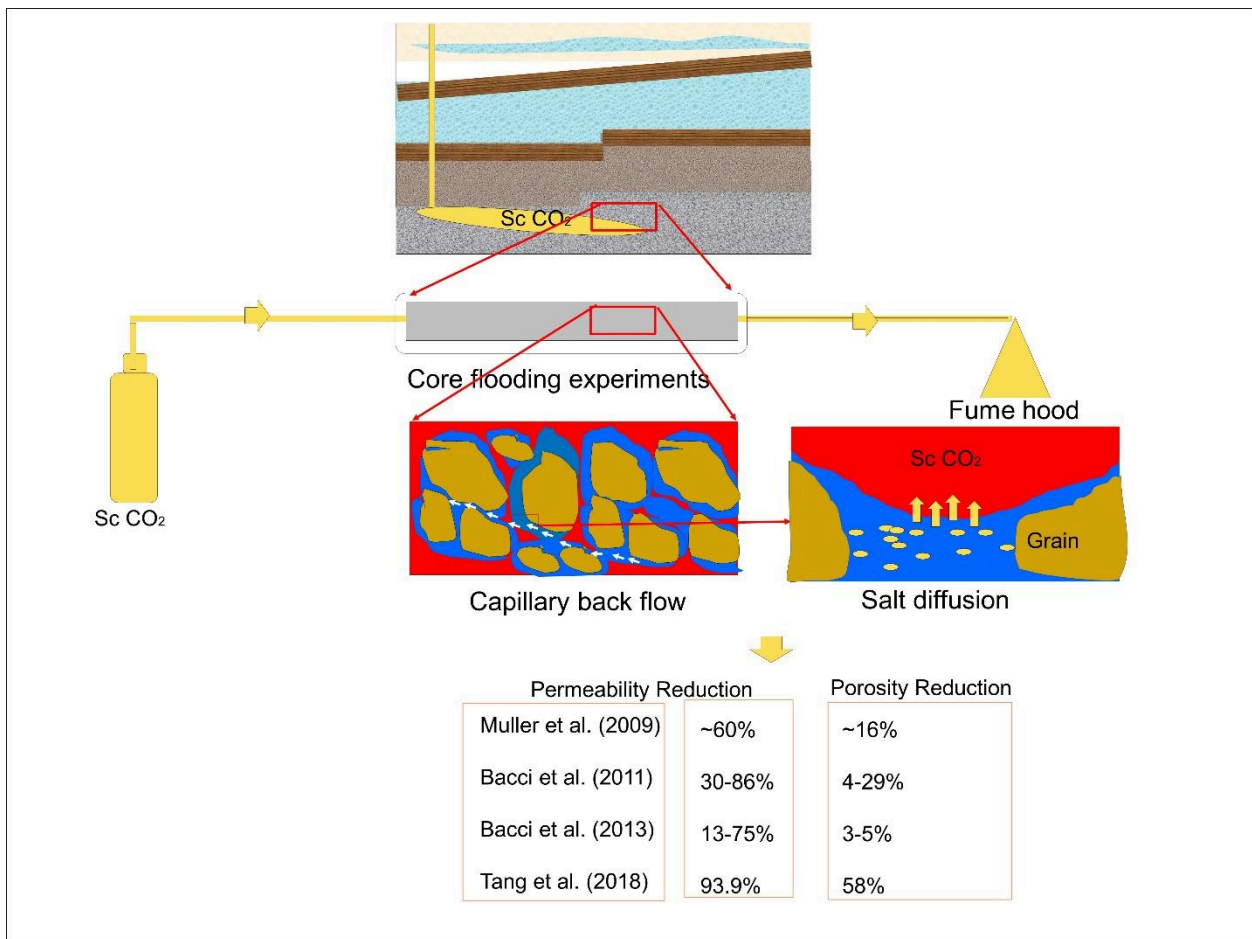 Sc CO₂
Core flooding experiments
Fume hood
Sc CO₂
Sc CO₂
Grain
Capillary back flow
Salt diffusion
Permeability Reduction
Porosity Reduction
Muller et al. (2009) ~60% ~16%
Bacci et al. (2011) 30-86% 4-29%
Bacci et al. (2013) 13-75% 3-5%
Tang et al. (2018) 93.9% 58%